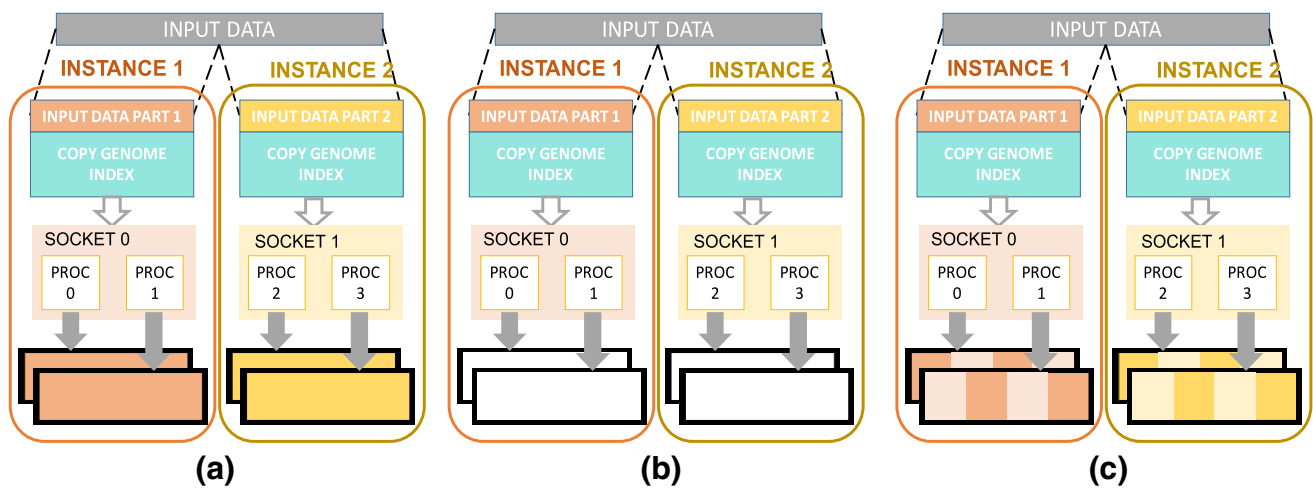 INPUT DATA
INSTANCE 1
INSTANCE 2
INPUT DATA PART 1
INPUT DATA PART 2
COPY GENOME
INDEX
COPY GENOME
INDEX
SOCKET 0
SOCKET 1
PROC
0
PROC
1
PROC
2
PROC
3
(a)
INPUT DATA
INSTANCE 1
INSTANCE 2
INPUT DATA PART 1
INPUT DATA PART 2
COPY GENOME
INDEX
COPY GENOME
INDEX
SOCKET 0
SOCKET 1
PROC
0
PROC
1
PROC
2
PROC
3
(b)
INPUT DATA
INSTANCE 1
INSTANCE 2
INPUT DATA PART 1
INPUT DATA PART 2
COPY GENOME
INDEX
COPY GENOME
INDEX
SOCKET 0
SOCKET 1
PROC
0
PROC
1
PROC
2
PROC
3
(c)